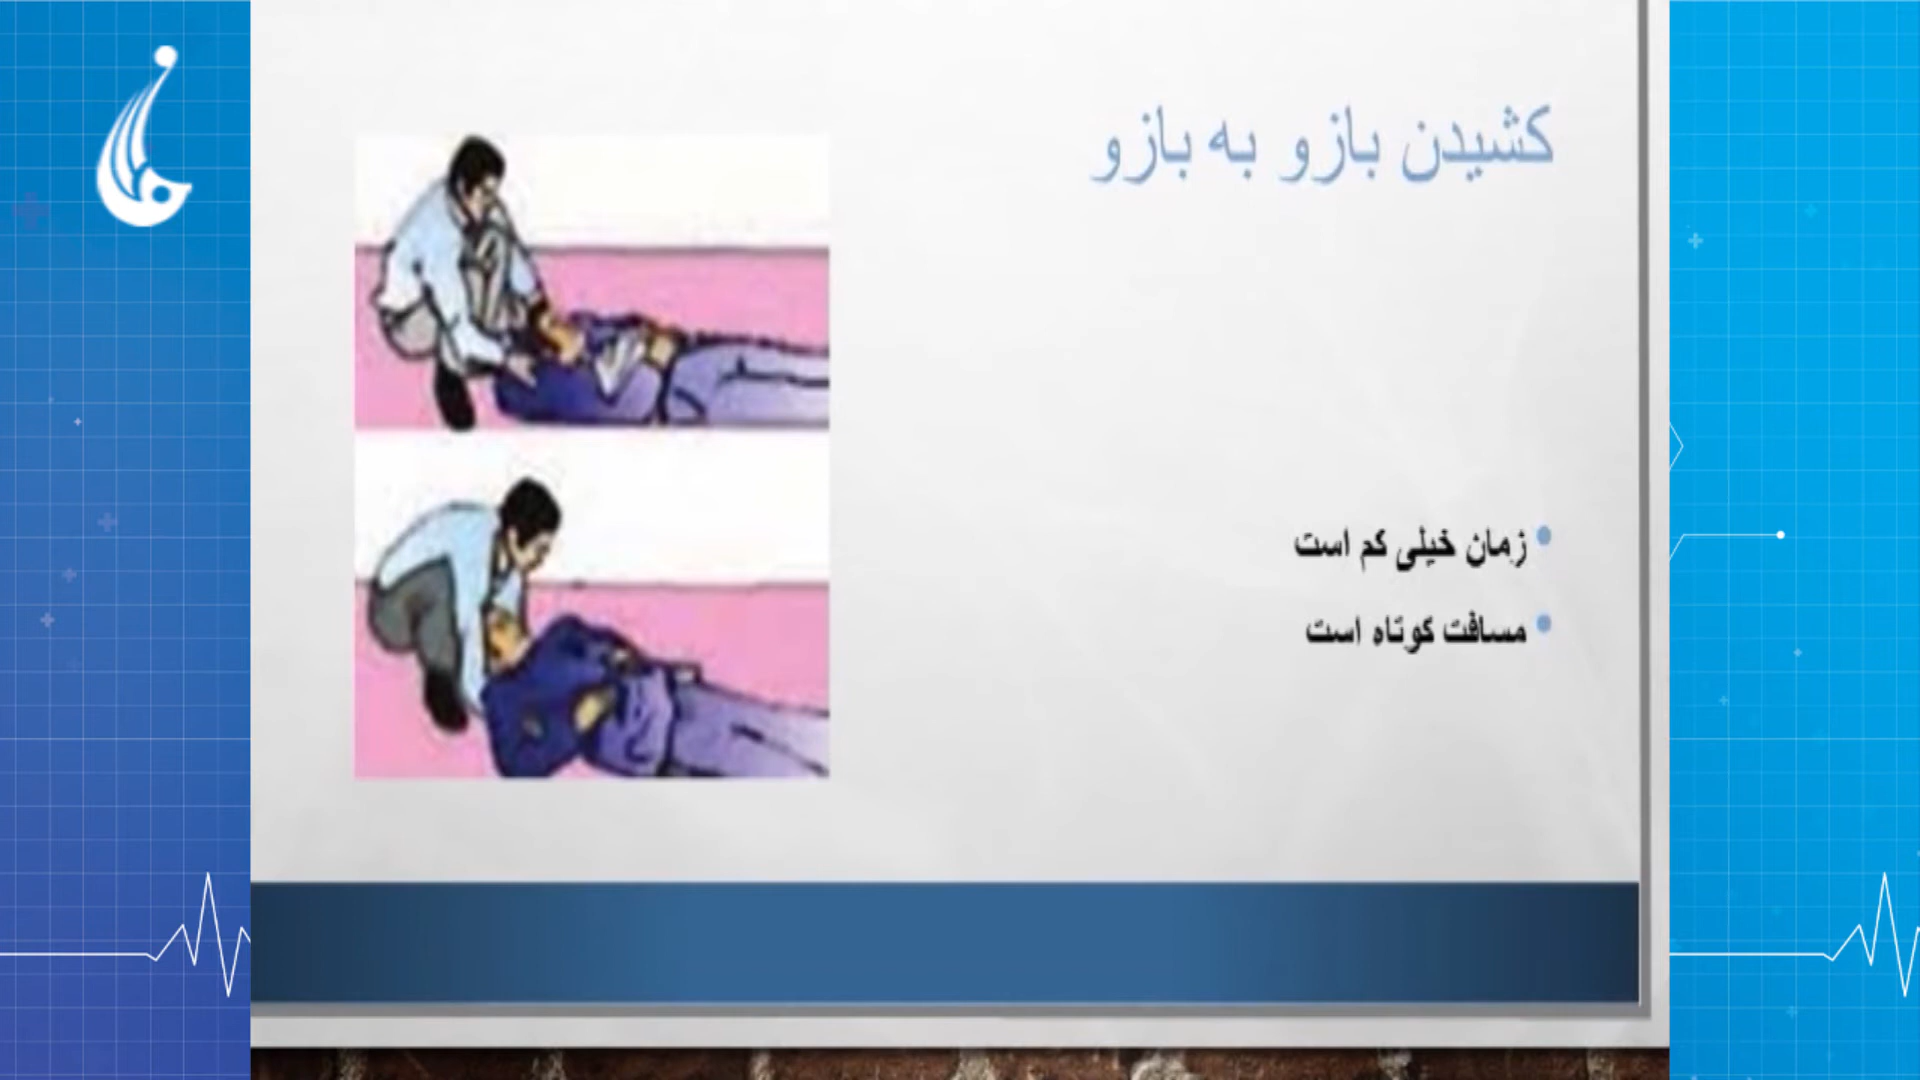 کشیدن بازو به بازو
زمان خیلی کم است
مسافت کوتاه است